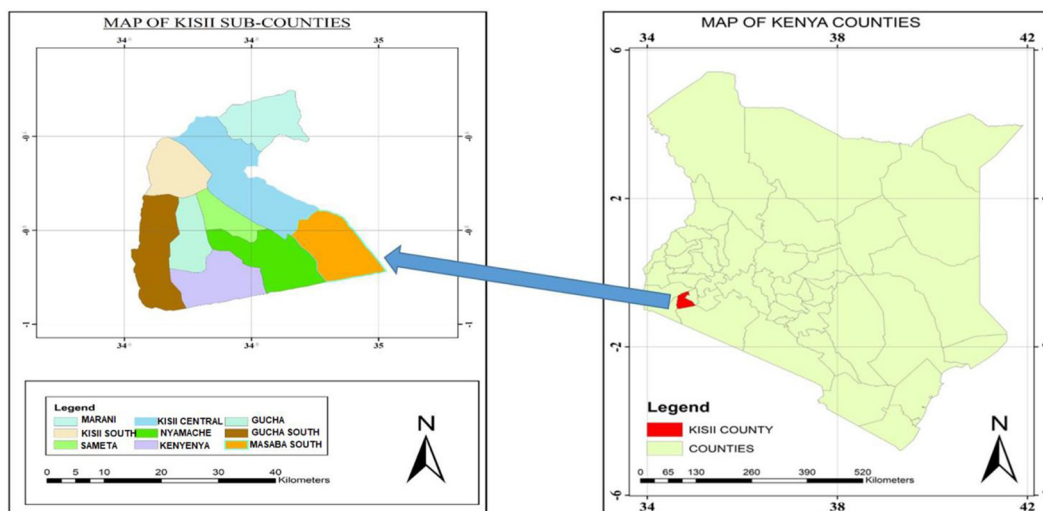 MAP OF KISII SUB-COUNTIES
34 34 35
-1
34 34 35
Legend
MARANI KISII CENTRAL GUCHA
KISII SOUTH NYAMACHE GUCHA SOUTH
SAMETA KENYENYA MASABA SOUTH
N
0 5 10 20 30 40
Kilometers
MAP OF KENYA COUNTIES
34 38 42
6
2
-2
-6
34 38 42
Legend
KISII COUNTY
COUNTIES
N
0 65 130 260 390 520
Kilometers